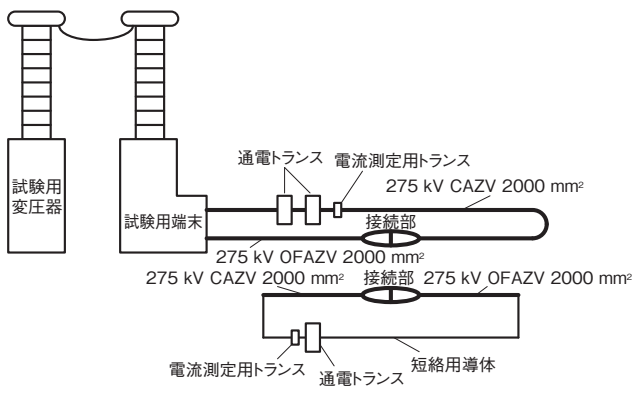 通電トランス
電流測定用トランス
275 kV CAZV 2000 mm²
試験用
変圧器
試験用端末
接続部
275 kV OFAZV 2000 mm²
275 kV CAZV 2000 mm²
接続部
275 kV OFAZV 2000 mm²
短絡用導体
電流測定用トランス
通電トランス